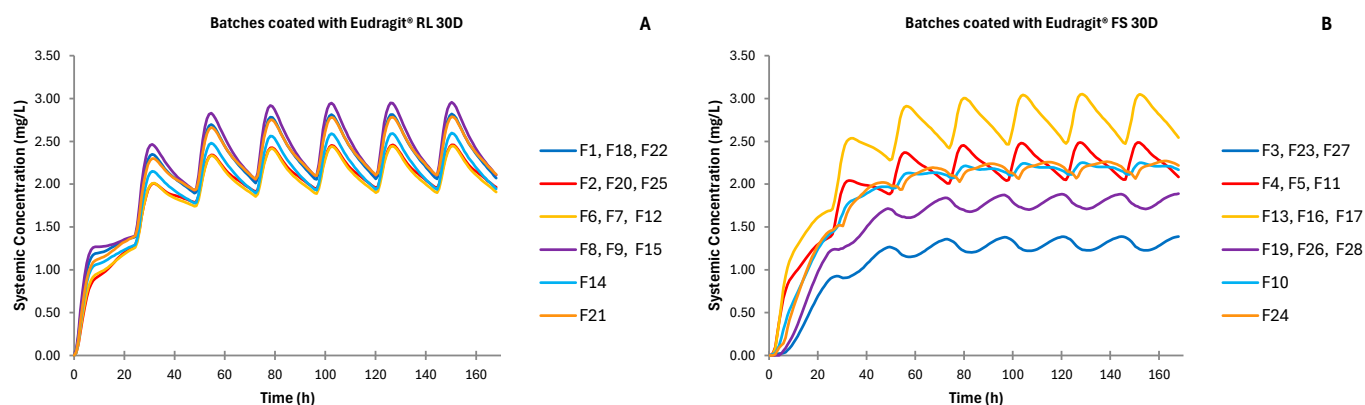 Batches coated with Eudragit® RL 30D
A
Systemic Concentration (mg/L)
3.50
3.00
2.50
2.00
1.50
1.00
0.50
0.00
0 20 40 60 80 100 120 140 160
Time (h)
F1, F18, F22
F2, F20, F25
F6, F7, F12
F8, F9, F15
F14
F21
Batches coated with Eudragit® FS 30D
B
Systemic Concentration (mg/L)
3.50
3.00
2.50
2.00
1.50
1.00
0.50
0.00
0 20 40 60 80 100 120 140 160
Time (h)
F3, F23, F27
F4, F5, F11
F13, F16, F17
F19, F26, F28
F10
F24